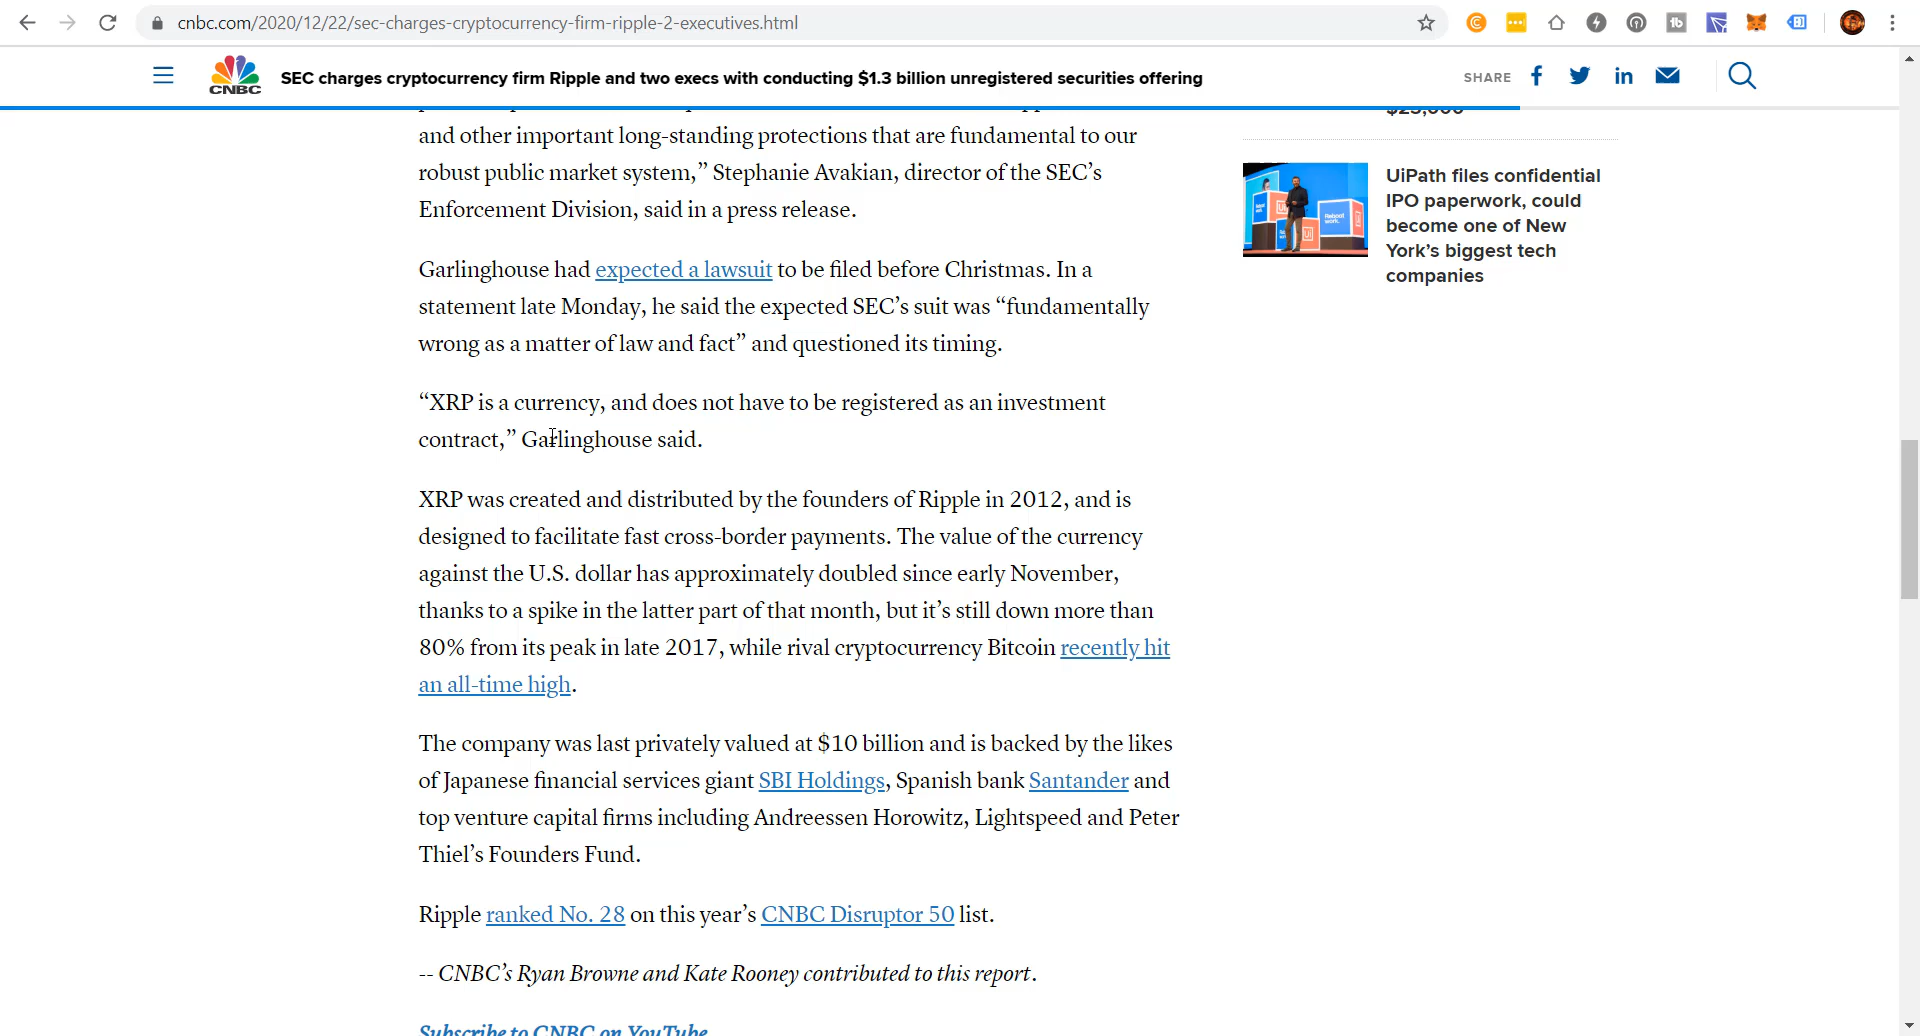 cnbc.com/2020/12/22/sec-charges-cryptocurrency-firm-ripple-2-executives.html
CNBC
SEC charges cryptocurrency firm Ripple and two execs with conducting $1.3 billion unregistered securities offering
SHARE
and other important long-standing protections that are fundamental to our
robust public market system,” Stephanie Avakian, director of the SEC’s
Enforcement Division, said in a press release.
Garlinghouse had expected a lawsuit to be filed before Christmas. In a
statement late Monday, he said the expected SEC’s suit was “fundamentally
wrong as a matter of law and fact” and questioned its timing.
“XRP is a currency, and does not have to be registered as an investment
contract,” Garlinghouse said.
XRP was created and distributed by the founders of Ripple in 2012, and is
designed to facilitate fast cross-border payments. The value of the currency
against the U.S. dollar has approximately doubled since early November,
thanks to a spike in the latter part of that month, but it’s still down more than
80% from its peak in late 2017, while rival cryptocurrency Bitcoin recently hit
an all-time high.
The company was last privately valued at $10 billion and is backed by the likes
of Japanese financial services giant SBI Holdings, Spanish bank Santander and
top venture capital firms including Andreessen Horowitz, Lightspeed and Peter
Thiel’s Founders Fund.
Ripple ranked No. 28 on this year’s CNBC Disruptor 50 list.
-- CNBC’s Ryan Browne and Kate Rooney contributed to this report.
Subscribe to CNBC on YouTube
UiPath files confidential
IPO paperwork, could
become one of New
York’s biggest tech
companies